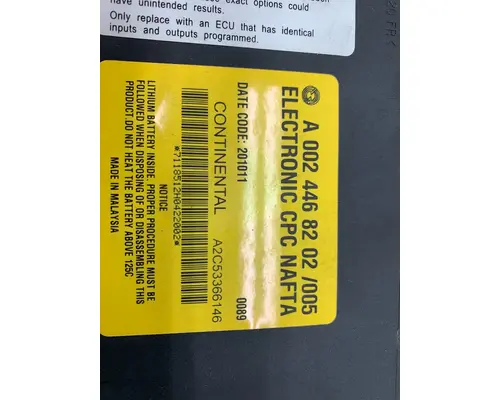 have unintended results.
Only replace with an ECU that has identical
inputs and outputs programmed.
A 002 446 82 02 /005
ELECTRONIC CPC NAFTA
DATE CODE: 201011
0089
CONTINENTAL
A2C53366146
*7118512H0422002*
NOTICE
LITHIUM BATTERY INSIDE. PROPER PROCEDURE MUST BE
FOLLOWED WHEN DISPOSING OF OR DISASSEMBLING THIS
PRODUCT.DO NOT HEAT THE BATTERY ABOVE 125C
MADE IN MALAYSIA